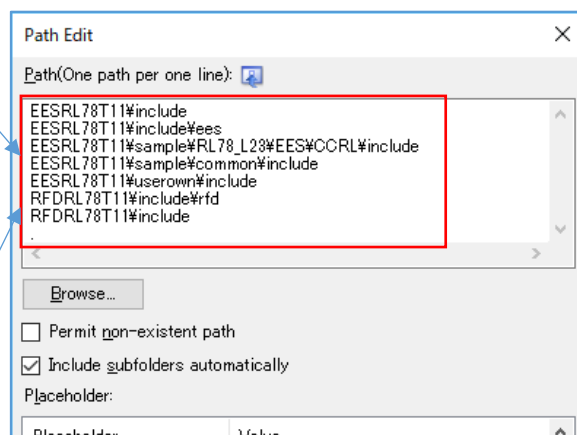 Path Edit
Path(One path per one line):
EESRL78T11¥include
EESRL78T11¥include¥ees
EESRL78T11¥sample¥RL78_L23¥EES¥CCRL¥include
EESRL78T11¥sample¥common¥include
EESRL78T11¥userown¥include
RFDRL78T11¥include¥rfd
RFDRL78T11¥include
.
Browse...
Permit non-existent path
Include subfolders automatically
Placeholder:
Placeholder Value